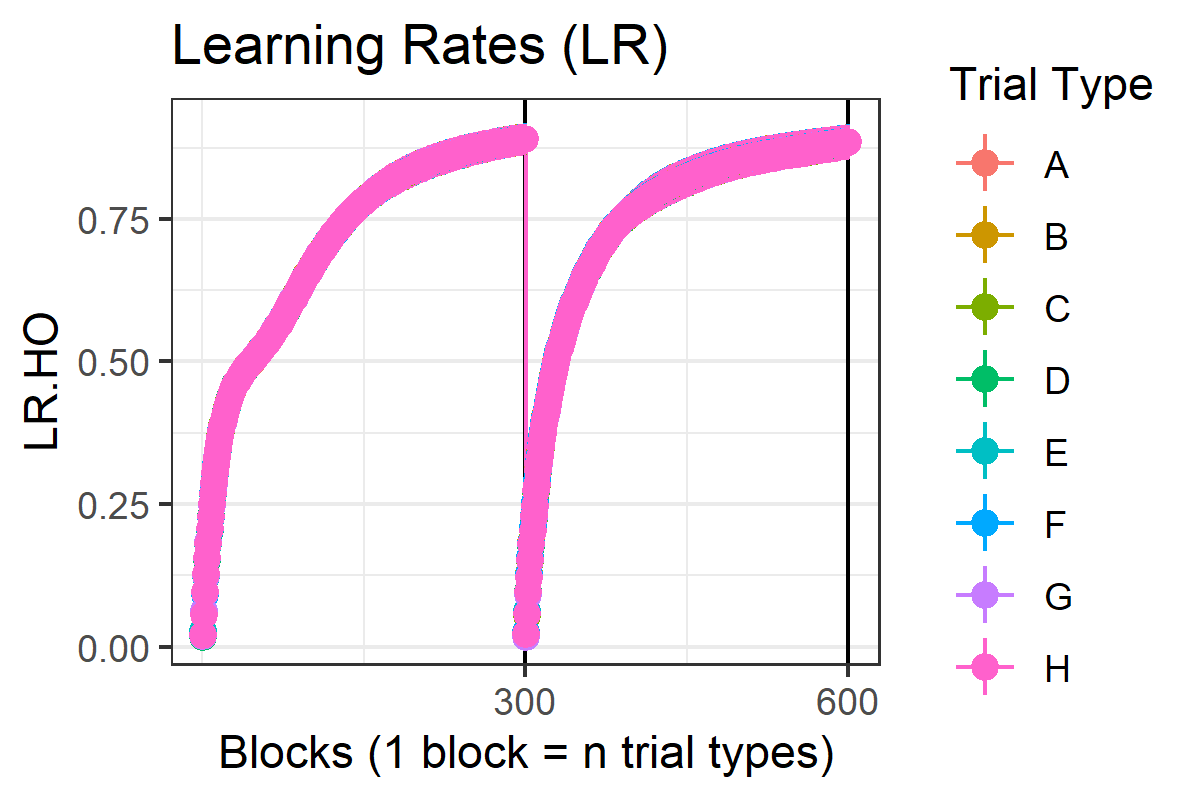 Learning Rates (LR)
LR.HO
0.75
0.50
0.25
0.00
300
600
Blocks (1 block = n trial types)
Trial Type
A
B
C
D
E
F
G
H